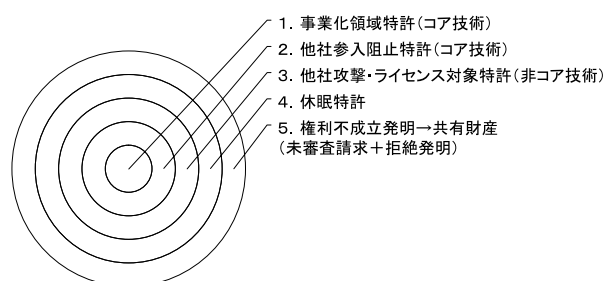 1. 事業化領域特許(コア技術)
2. 他社参入阻止特許(コア技術)
3. 他社攻撃・ライセンス対象特許(非コア技術)
4. 休眠特許
5. 権利不成立発明→共有財産
(未審査請求+拒絶発明)